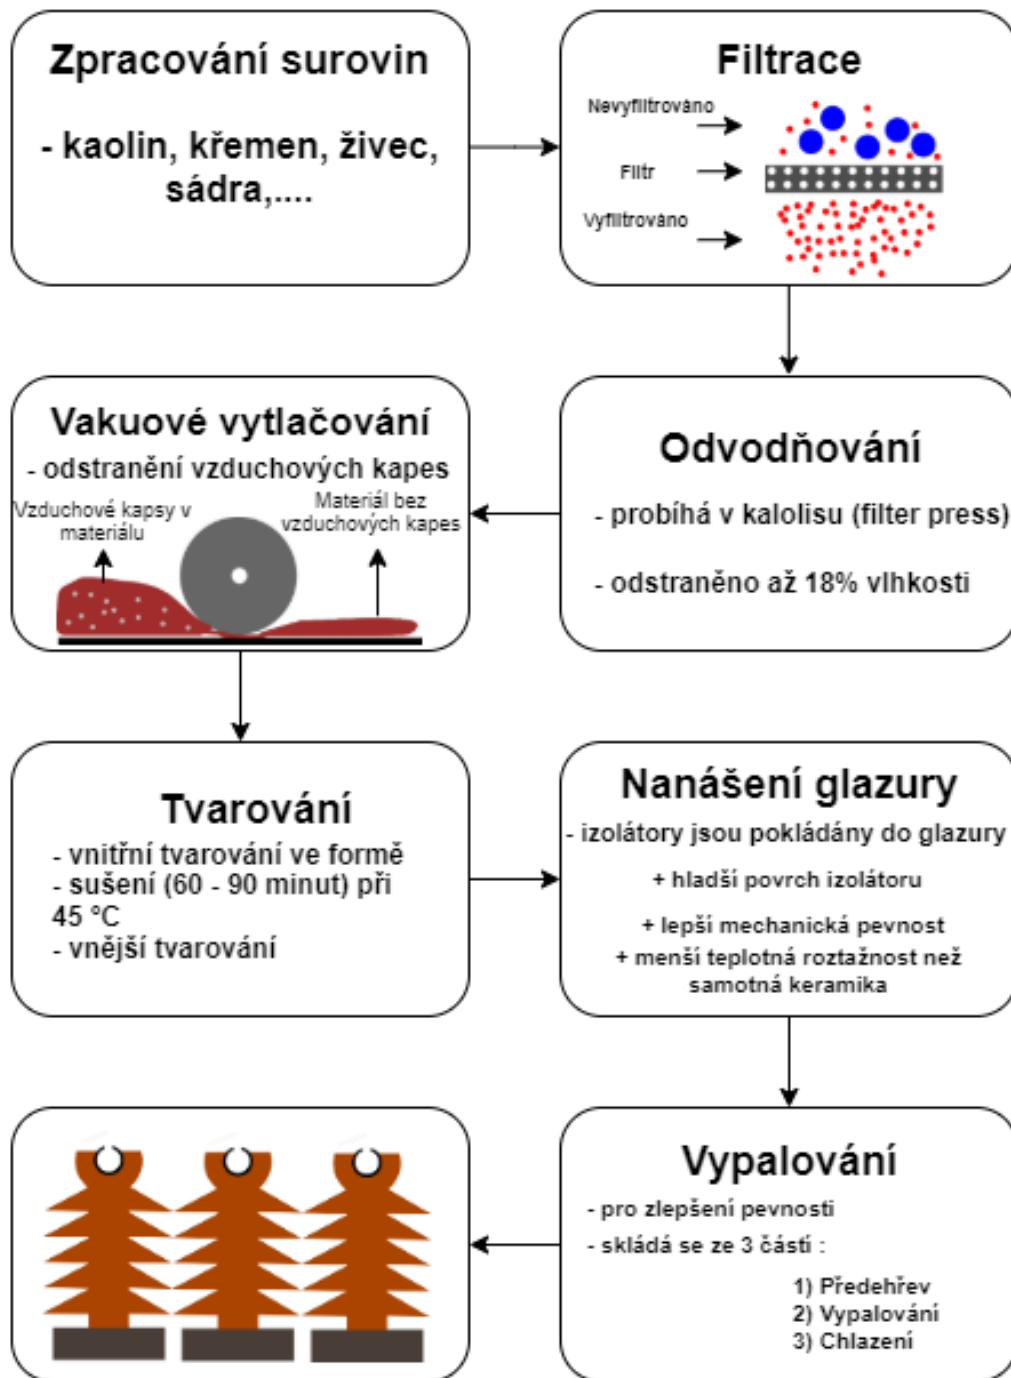 Zpracování surovin
- kaolin, křemen, živec,
sádra,....
Filtrace
Nevyfiltrováno
Filtr
Vyfiltrováno
Odvodňování
- probíhá v kalolisu (filter press)
- odstraněno až 18% vlhkosti
Vakuové vytlačování
- odstranění vzduchových kapes
Vzduchové kapsy v
materiálu
Materiál bez
vzduchových kapes
Tvarování
- vnitřní tvarování ve formě
- sušení (60 - 90 minut) při
45 °C
- vnější tvarování
Nanášení glazury
- izolátory jsou pokládány do glazury
+ hladší povrch izolátoru
+ lepší mechanická pevnost
+ menší teplotná roztažnost než
samotná keramika
Vypalování
- pro zlepšení pevnosti
- skládá se ze 3 částí :
1) Předehřev
2) Vypalování
3) Chlazení